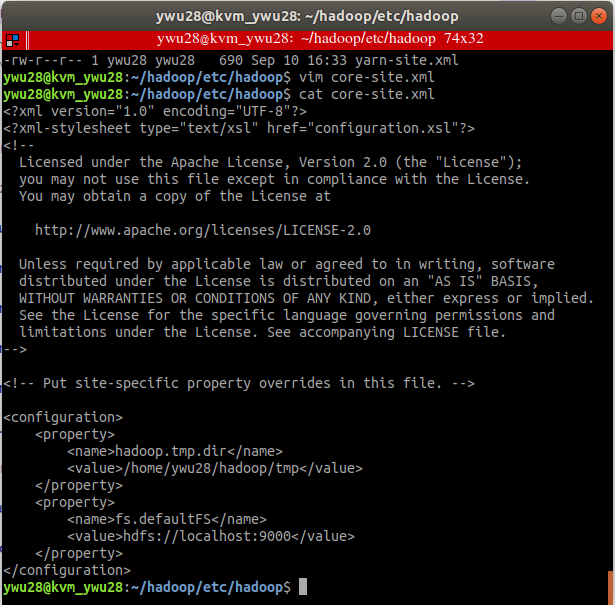 ywu28@kvm_ywu28: ~/hadoop/etc/hadoop
ywu28@kvm_ywu28: ~/hadoop/etc/hadoop 74x32
-rw-r--r-- 1 ywu28 ywu28   690 Sep 10 16:33 yarn-site.xml
ywu28@kvm_ywu28:~/hadoop/etc/hadoop$ vim core-site.xml
ywu28@kvm_ywu28:~/hadoop/etc/hadoop$ cat core-site.xml
<?xml version="1.0" encoding="UTF-8"?>
<?xml-stylesheet type="text/xsl" href="configuration.xsl"?>
<!--
  Licensed under the Apache License, Version 2.0 (the "License");
  you may not use this file except in compliance with the License.
  You may obtain a copy of the License at

    http://www.apache.org/licenses/LICENSE-2.0

  Unless required by applicable law or agreed to in writing, software
  distributed under the License is distributed on an "AS IS" BASIS,
  WITHOUT WARRANTIES OR CONDITIONS OF ANY KIND, either express or implied.
  See the License for the specific language governing permissions and
  limitations under the License. See accompanying LICENSE file.
-->

<!-- Put site-specific property overrides in this file. -->

<configuration>
    <property>
        <name>hadoop.tmp.dir</name>
        <value>/home/ywu28/hadoop/tmp</value>
    </property>
    <property>
        <name>fs.defaultFS</name>
        <value>hdfs://localhost:9000</value>
    </property>
</configuration>
ywu28@kvm_ywu28:~/hadoop/etc/hadoop$